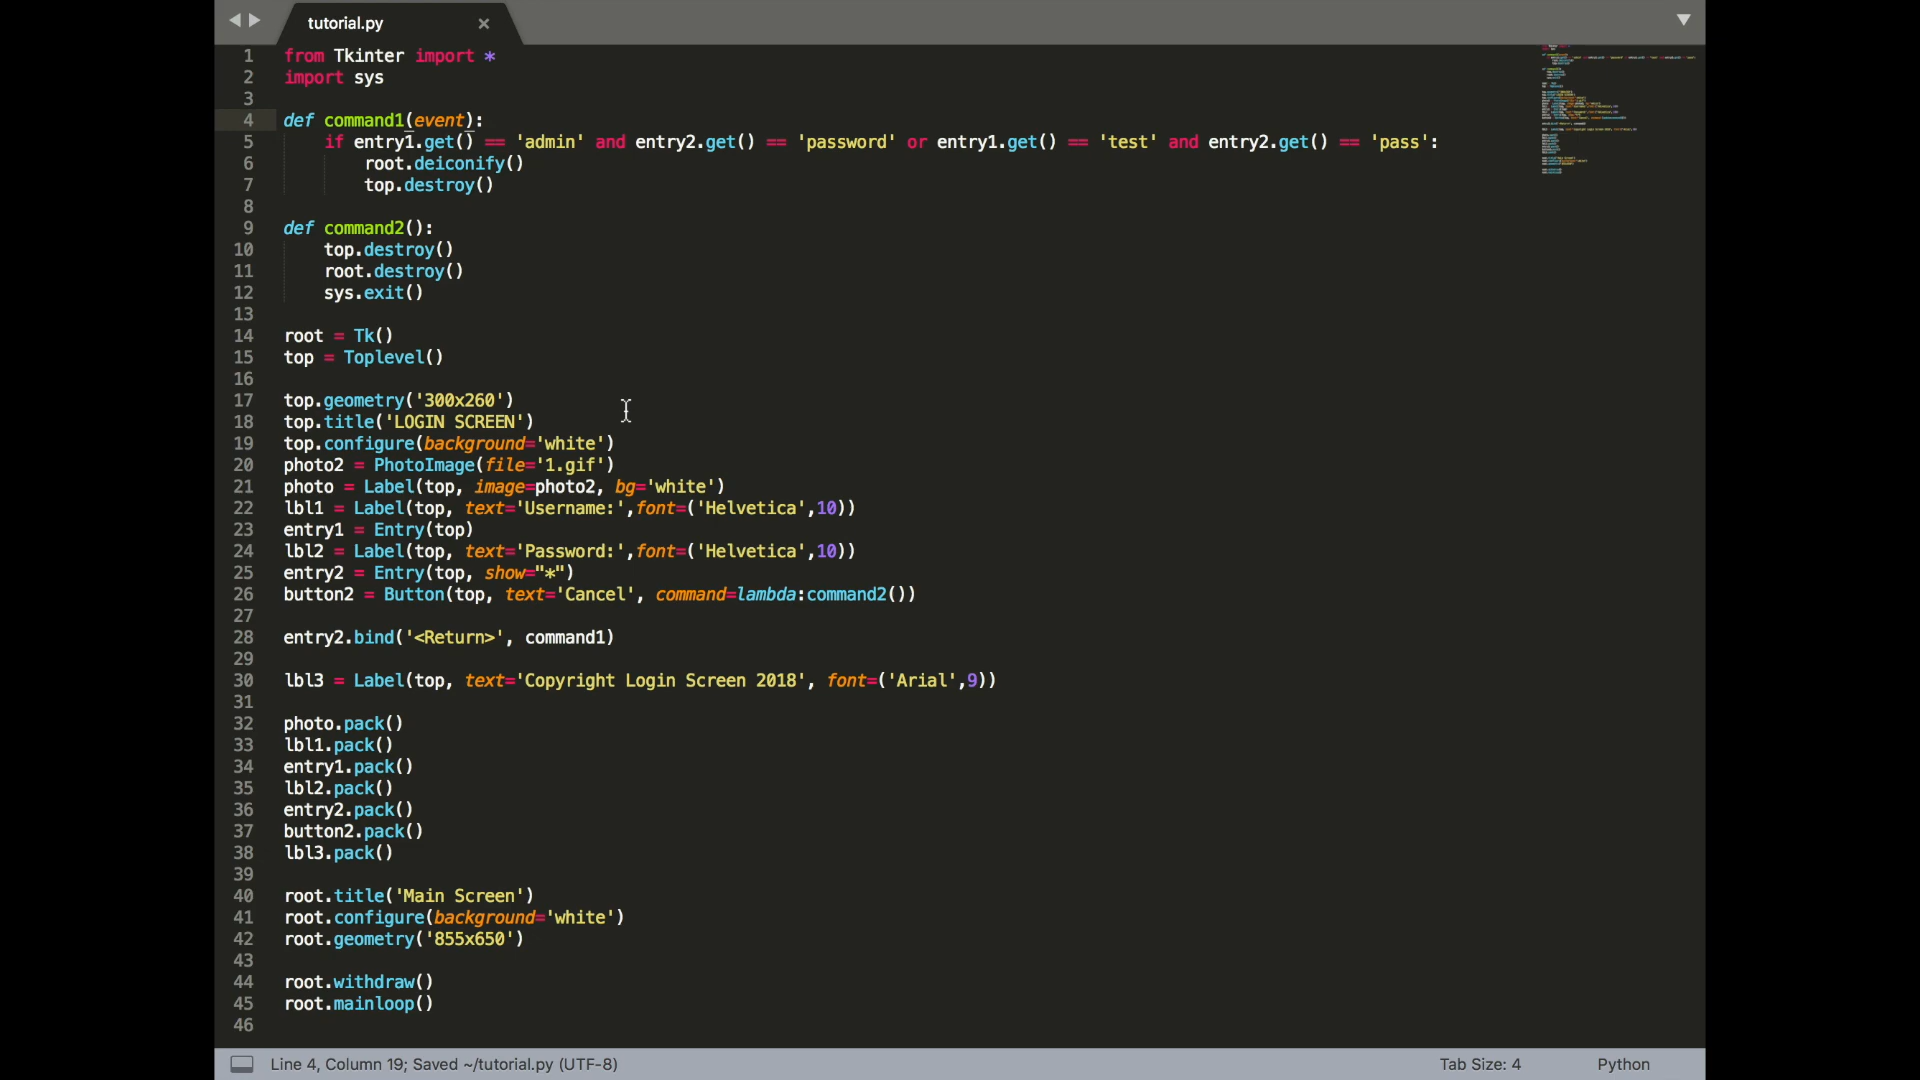 tutorial.py
1 from Tkinter import *
2 import sys
3
4 def command1(event):
5     if entry1.get() == 'admin' and entry2.get() == 'password' or entry1.get() == 'test' and entry2.get() == 'pass':
6         root.deiconify()
7         top.destroy()
8
9 def command2():
10     top.destroy()
11     root.destroy()
12     sys.exit()
13
14 root = Tk()
15 top = Toplevel()
16
17 top.geometry('300x260')
18 top.title('LOGIN SCREEN')
19 top.configure(background='white')
20 photo2 = PhotoImage(file='1.gif')
21 photo = Label(top, image=photo2, bg='white')
22 lbl1 = Label(top, text='Username:',font=('Helvetica',10))
23 entry1 = Entry(top)
24 lbl2 = Label(top, text='Password:',font=('Helvetica',10))
25 entry2 = Entry(top, show="*")
26 button2 = Button(top, text='Cancel', command=lambda:command2())
27
28 entry2.bind('<Return>', command1)
29
30 lbl3 = Label(top, text='Copyright Login Screen 2018', font=('Arial',9))
31
32 photo.pack()
33 lbl1.pack()
34 entry1.pack()
35 lbl2.pack()
36 entry2.pack()
37 button2.pack()
38 lbl3.pack()
39
40 root.title('Main Screen')
41 root.configure(background='white')
42 root.geometry('855x650')
43
44 root.withdraw()
45 root.mainloop()
46
Line 4, Column 19; Saved ~/tutorial.py (UTF-8) Tab Size: 4 Python